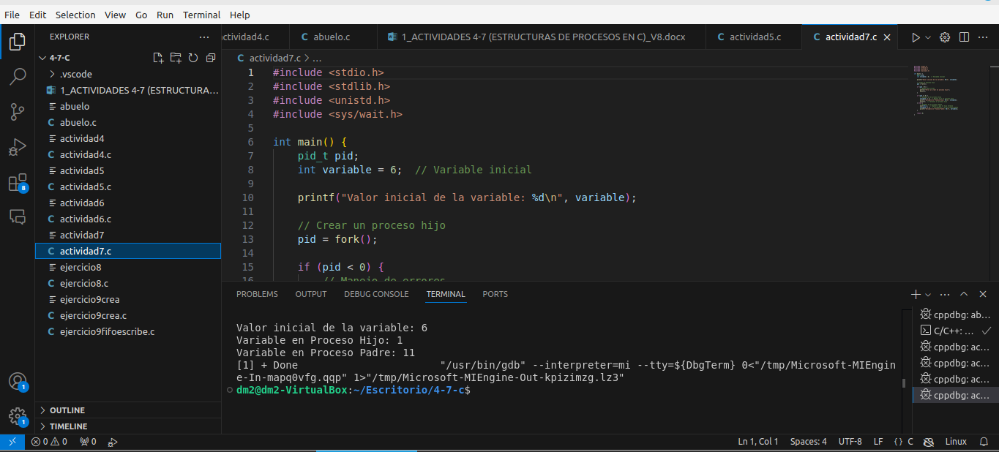 File Edit Selection View Go Run Terminal Help
EXPLORER
4-7-C
.vscode
1_ACTIVIDADES 4-7 (ESTRUCTURA...
abuelo
C abuelo.c
actividad4
C actividad4.c
actividad5
C actividad5.c
actividad6
C actividad6.c
actividad7
C actividad7.c
ejercicio8
C ejercicio8.c
ejercicio9crea
C ejercicio9crea.c
C ejercicio9fifoescribe.c
OUTLINE
TIMELINE
8
1
1
ctividad4.c C abuelo.c 1_ACTIVIDADES 4-7 (ESTRUCTURAS DE PROCESOS EN C)_V8.docx C actividad5.c C actividad7.c
C actividad7.c > ...
1 #include <stdio.h>
2 #include <stdlib.h>
3 #include <unistd.h>
4 #include <sys/wait.h>
5
6 int main() {
7 pid_t pid;
8 int variable = 6; // Variable inicial
9
10 printf("Valor inicial de la variable: %d\n", variable);
11
12 // Crear un proceso hijo
13 pid = fork();
14
15 if (pid < 0) {
16 // Manejo de errores
PROBLEMS OUTPUT DEBUG CONSOLE TERMINAL PORTS
Valor inicial de la variable: 6
Variable en Proceso Hijo: 1
Variable en Proceso Padre: 11
[1] + Done "/usr/bin/gdb" --interpreter=mi --tty=${DbgTerm} 0<"/tmp/Microsoft-MIEngin
e-In-mapq0vfg.qqp" 1>"/tmp/Microsoft-MIEngine-Out-kpizimzg.lz3"
dm2@dm2-VirtualBox:~/Escritorio/4-7-c$
cppdbg: ab...
C/C++: ...
cppdbg: ac...
cppdbg: ac...
cppdbg: ac...
cppdbg: ac...
0 0 0 Ln 1, Col 1 Spaces: 4 UTF-8 LF {} C Linux